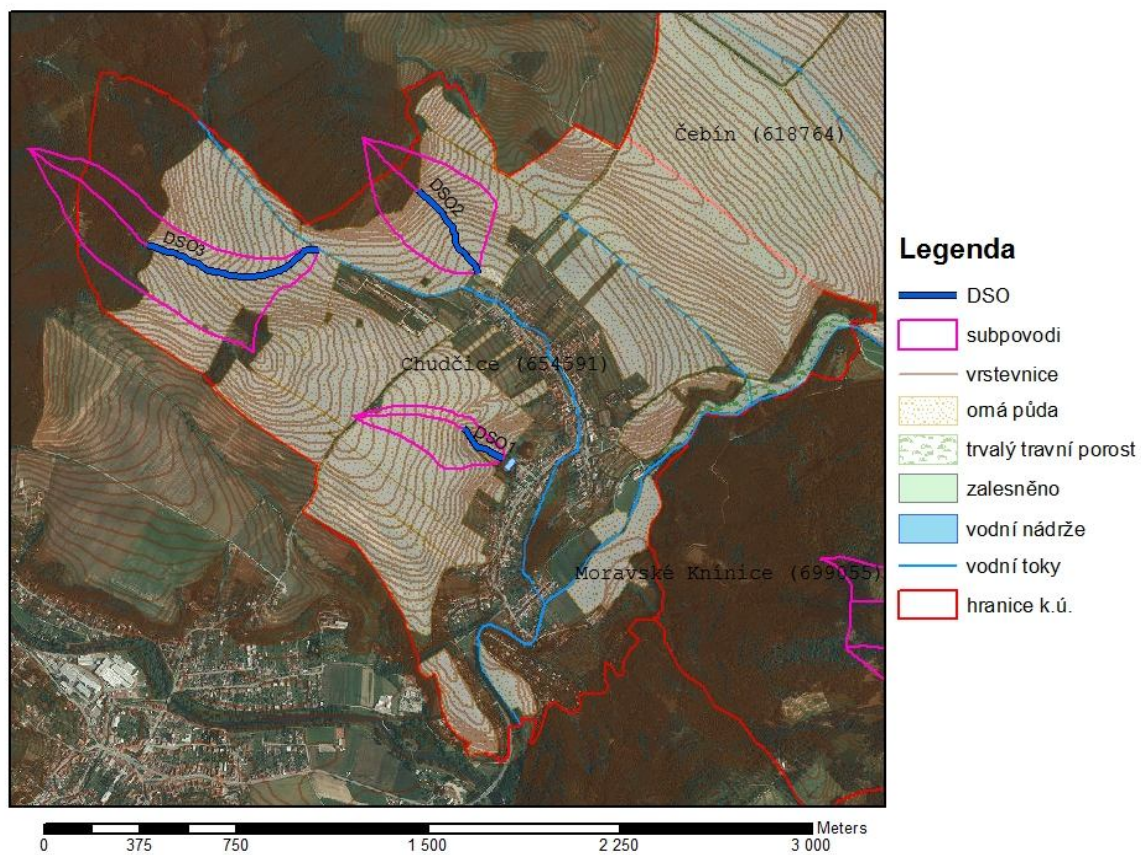 Čebín (618764)
DSO2
DSO3
Chudčice (654591)
DSO1
Moravské Knínice (699055)
Legenda
DSO
subpovodi
vrstevnice
orná půda
trvalý travní porost
zalesněno
vodní nádrže
vodní toky
hranice k.ú.
Meters
0 375 750 1 500 2 250 3 000